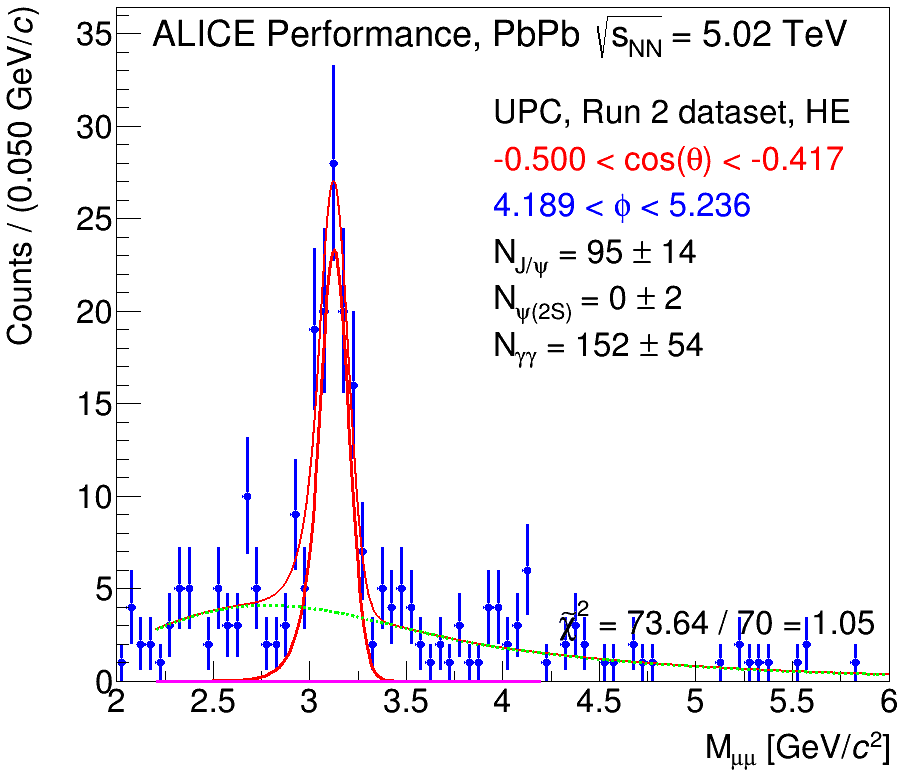 ALICE Performance, PbPb √s_NN = 5.02 TeV
UPC, Run 2 dataset, HE
-0.500 < cos(θ) < -0.417
4.189 < ϕ < 5.236
N_J/ψ = 95 ± 14
N_ψ(2S) = 0 ± 2
N_γγ = 152 ± 54
χ̃² = 73.64 / 70 = 1.05
Counts / (0.050 GeV/c)
35
30
25
20
15
10
5
0
2 2.5 3 3.5 4 4.5 5 5.5 6
M_μμ [GeV/c²]